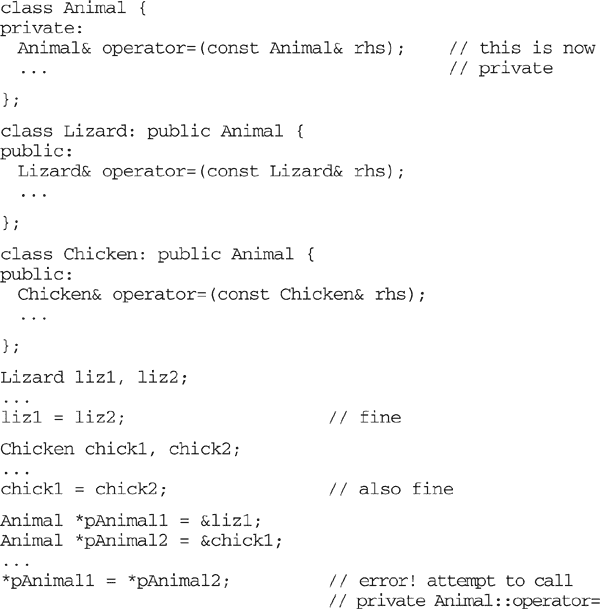 class Animal {
private:
  Animal& operator=(const Animal& rhs);    // this is now
  ...                                      // private
};
class Lizard: public Animal {
public:
  Lizard& operator=(const Lizard& rhs);
  ...
};
class Chicken: public Animal {
public:
  Chicken& operator=(const Chicken& rhs);
  ...
};
Lizard liz1, liz2;
...
liz1 = liz2;                    // fine
Chicken chick1, chick2;
...
chick1 = chick2;                // also fine
Animal *pAnimal1 = &liz1;
Animal *pAnimal2 = &chick1;
...
*pAnimal1 = *pAnimal2;          // error! attempt to call
                                // private Animal::operator=